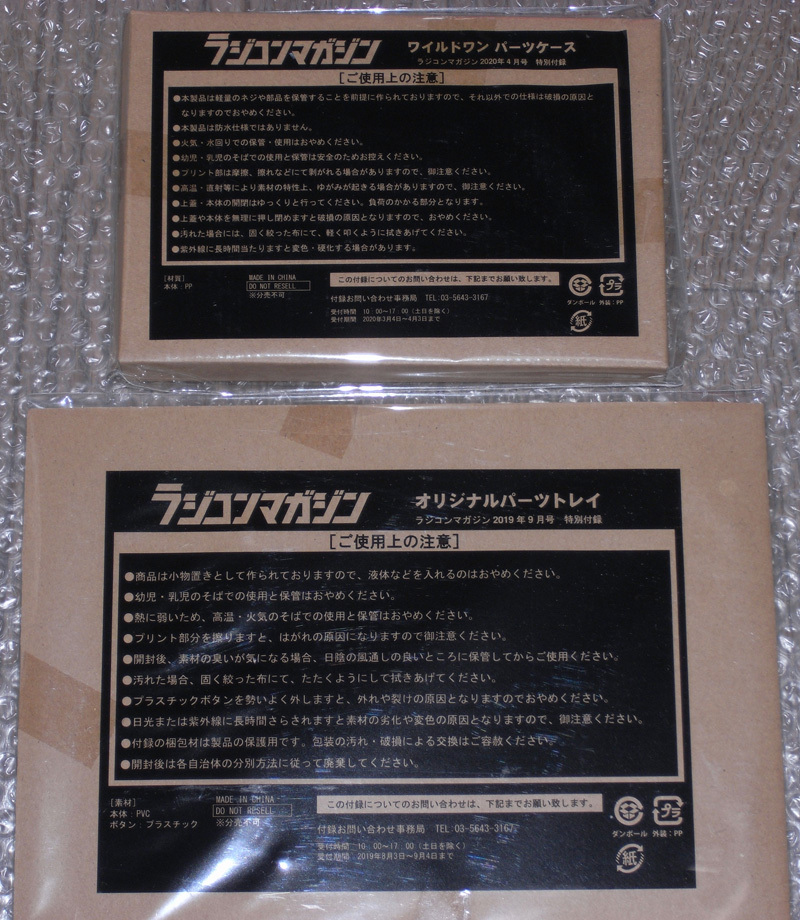 ラジコンマガジン
ワイルドワン パーツケース
ラジコンマガジン 2020年4月号 特別付録
[ご使用上の注意]
●本製品は軽量のネジや部品を保管することを前提に作られておりますので、それ以外での仕様は破損の原因と
なりますのでおやめください。
●本製品は防水仕様ではありません。
●火気・水回りでの保管・使用はおやめください。
●幼児・乳児のそばでの使用と保管は安全のためお控えください。
●プリント部は摩擦、擦れなどにて剥がれる場合がありますので、御注意ください。
●高温・直射等により素材の特性上、ゆがみが起きる場合がありますので、御注意ください。
●上蓋・本体の開閉はゆっくりと行ってください。負荷のかかる部分となります。
●上蓋や本体を無理に押し閉めますと破損の原因となりますので、おやめください。
●汚れた場合には、固く絞った布にて、軽く叩くように拭きあげてください。
●紫外線に長時間当たりますと変色・硬化する場合があります。
[材質]
本体:PP
MADE IN CHINA
DO NOT RESELL
※分売不可
この付録についてのお問い合わせは、下記までお願い致します。
付録お問い合わせ事務局 TEL:03-5643-3167
受付時間 10:00〜17:00(土日を除く)
受付期間 2020年3月4日〜4月3日まで
ダンボール 外装:PP
プラ
紙
ラジコンマガジン
オリジナルパーツトレイ
ラジコンマガジン 2019年9月号 特別付録
[ご使用上の注意]
●商品は小物置きとして作られておりますので、液体などを入れるのはおやめください。
●幼児・乳児のそばでの使用と保管はおやめください。
●熱に弱いため、高温・火気のそばでの使用と保管はおやめください。
●プリント部分を擦りますと、はがれの原因になりますので御注意ください。
●開封後、素材の臭いが気になる場合、日陰の風通しの良いところに保管してからご使用ください。
●汚れた場合、固く絞った布にて、たたくようにして拭きあげてください。
●プラスチックボタンを勢いよく外しますと、外れや裂けの原因となりますのでおやめください。
●日光または紫外線に長時間さらされますと素材の劣化や変色の原因となりますので、御注意ください。
●付録の梱包材は製品の保護用です。包装の汚れ・破損による交換はご容赦ください。
●開封後は各自治体の分別方法に従って廃棄してください。
[素材]
本体:PVC
ボタン:プラスチック
MADE IN CHINA
DO NOT RESELL
※分売不可
この付録についてのお問い合わせは、下記までお願い致します。
付録お問い合わせ事務局 TEL:03-5643-3167
受付時間:10:00〜17:00(土日を除く)
受付期間:2019年8月3日〜9月4日まで
ダンボール 外装:PP
プラ
紙